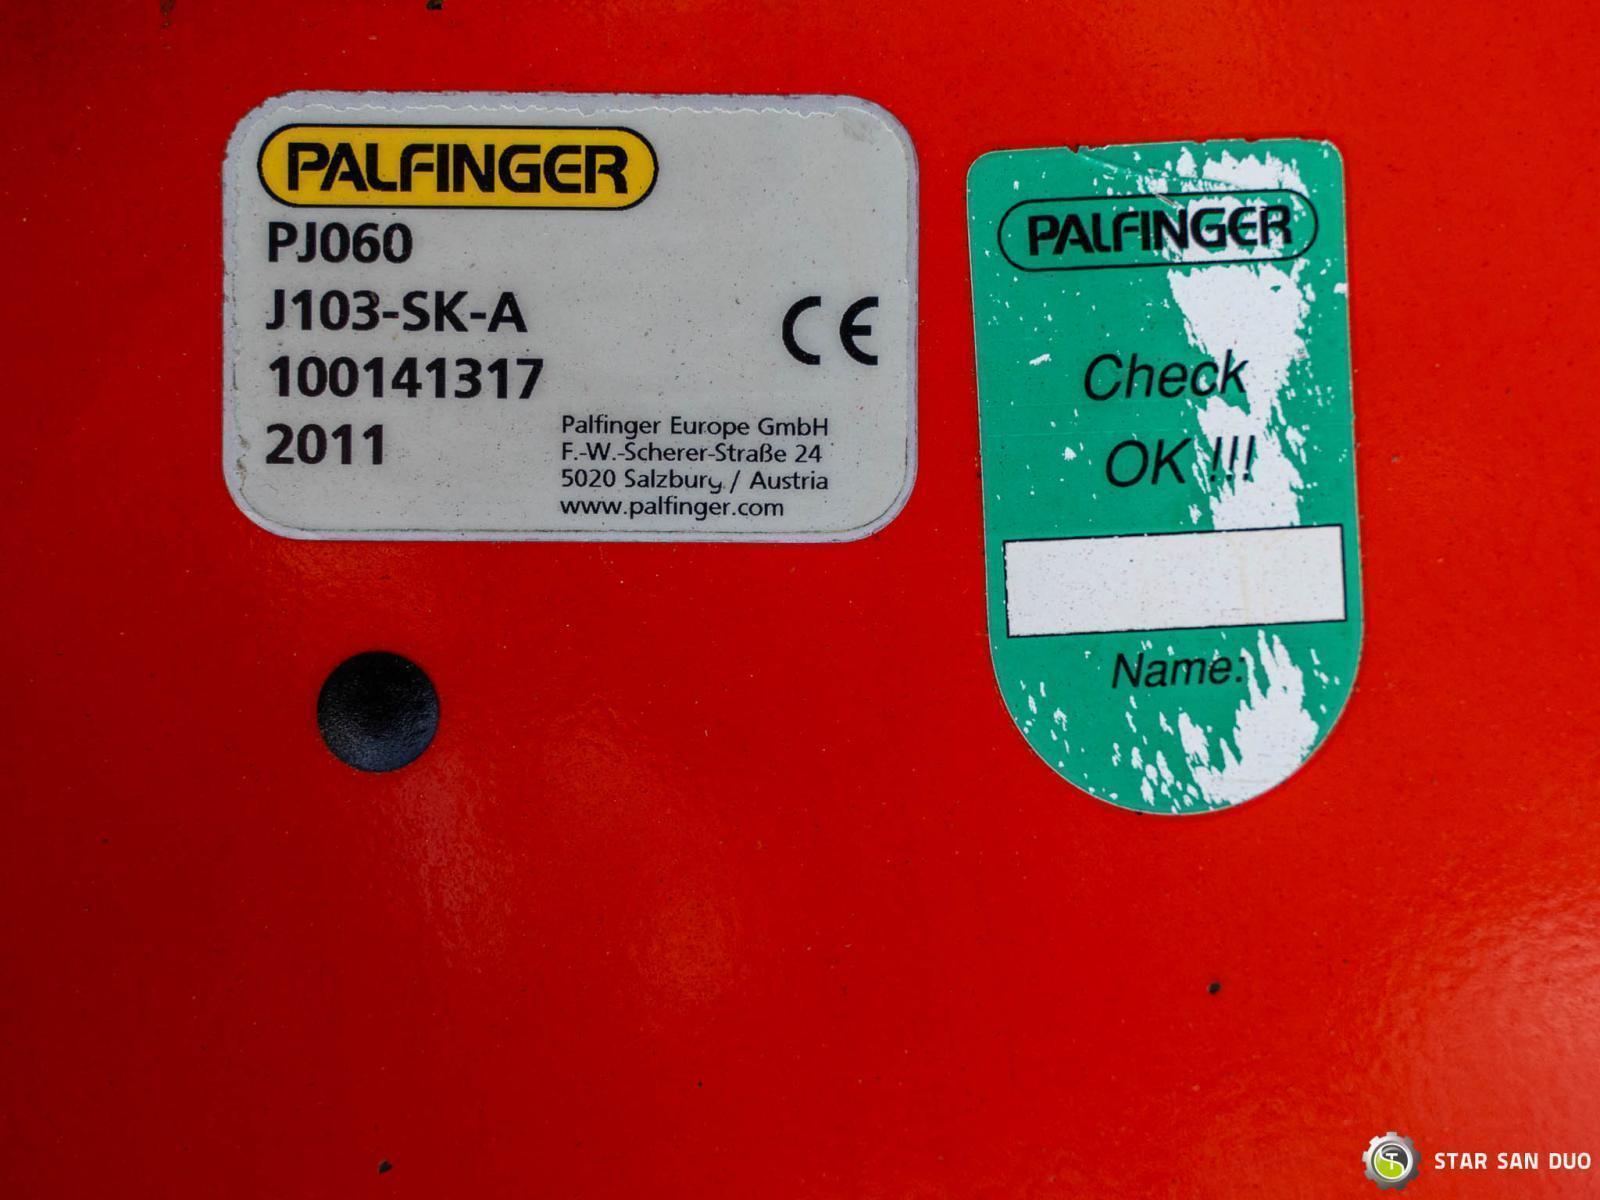 PALFINGER
PJ060
J103-SK-A
100141317
2011
CE
Palfinger Europe GmbH
F.-W.-Scherer-Straße 24
5020 Salzburg / Austria
www.palfinger.com
PALFINGER
Check
OK !!!
Name:
STAR SAN DUO